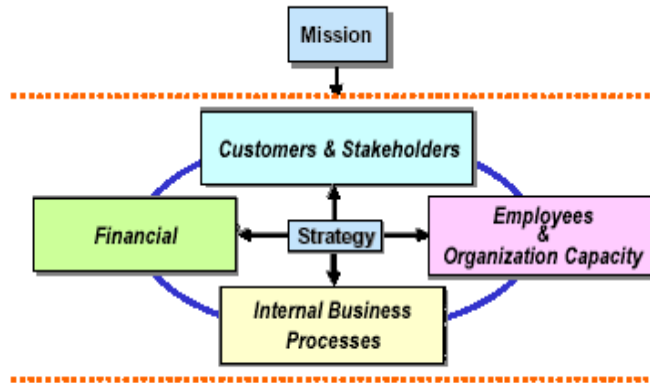 Mission
Customers & Stakeholders
Financial
Strategy
Employees
&
Organization Capacity
Internal Business
Processes